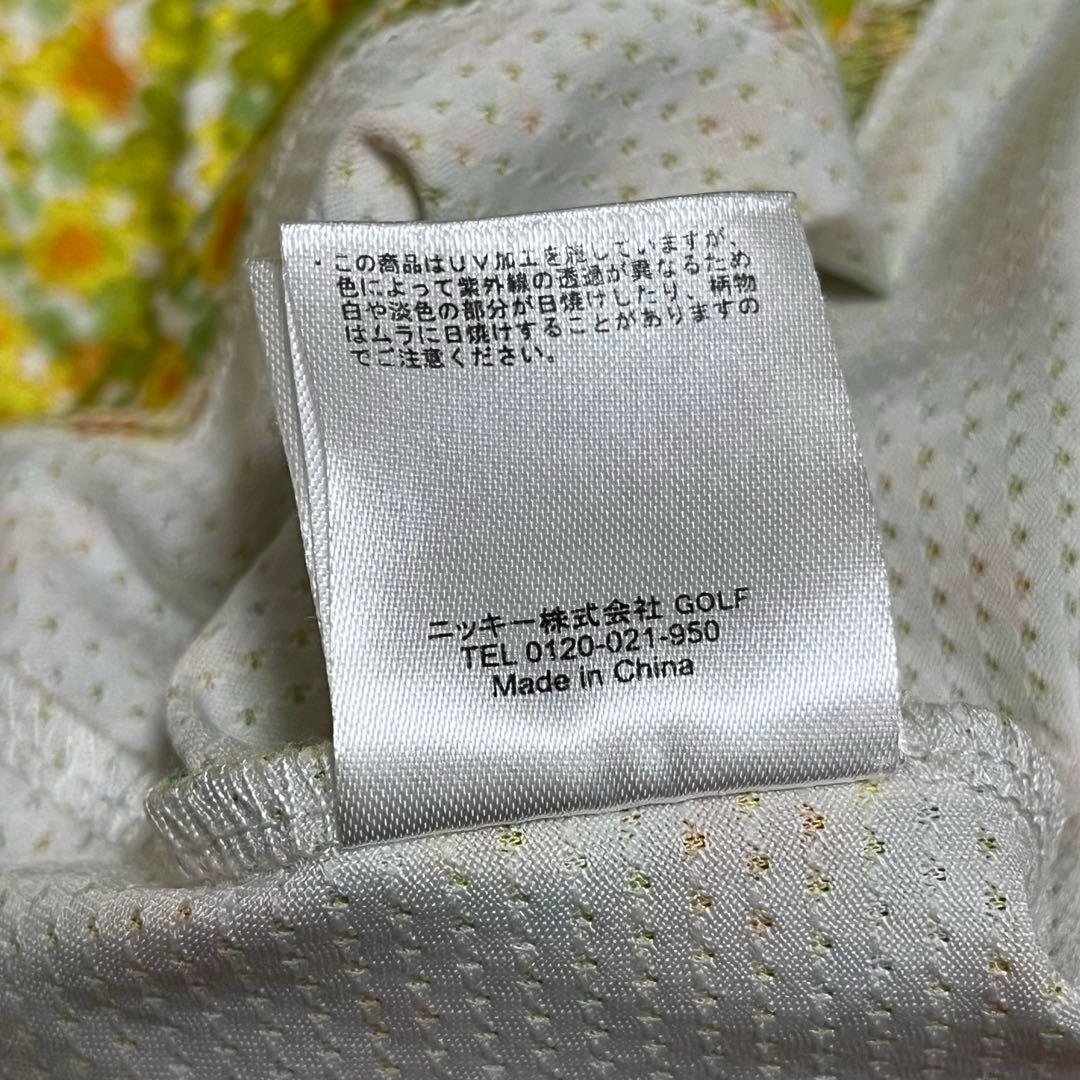 ・この商品はUV加工を施していますが、
色によって紫外線の透過が異なるため
白や淡色の部分が日焼けしたり、柄物
はムラに日焼けすることがありますの
でご注意ください。
ニッキー株式会社 GOLF
TEL 0120-021-950
Made in China